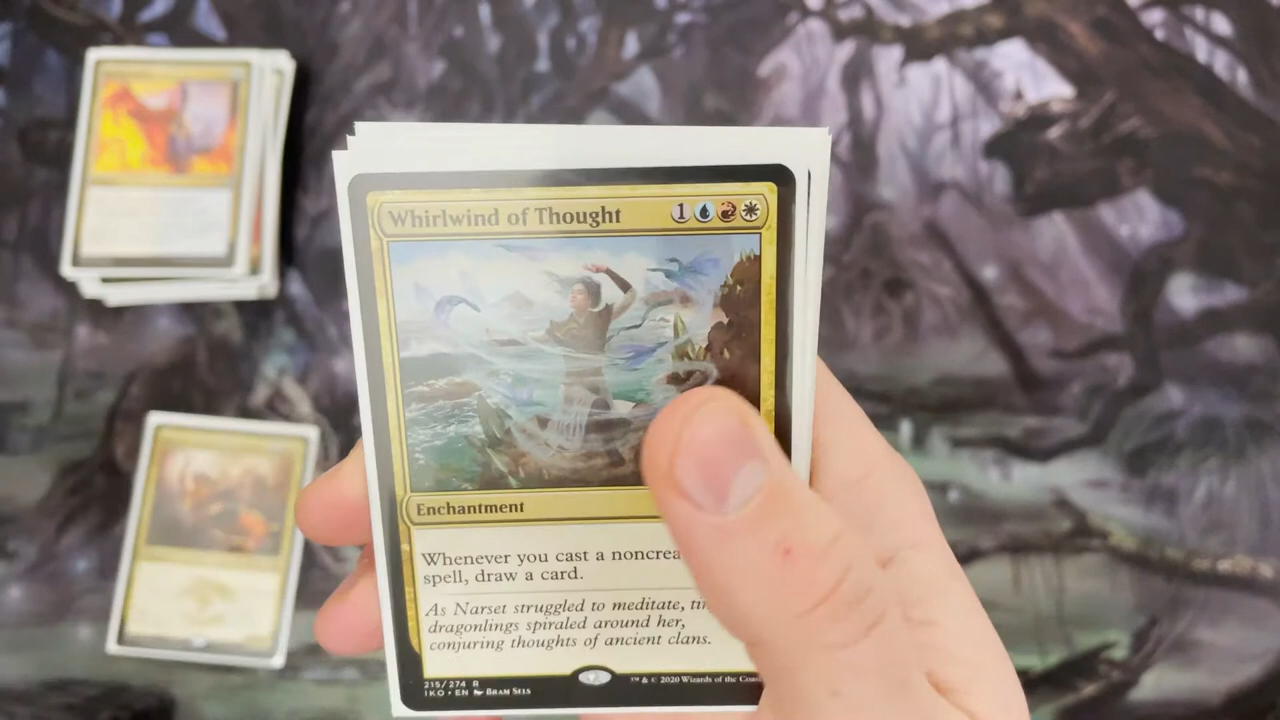 Whirlwind of Thought 1
Enchantment
Whenever you cast a noncrea
spell, draw a card.
As Narset struggled to meditate, ti
dragonlings spiraled around her,
conjuring thoughts of ancient clans.
215/274 R
IKO • EN Bram Sels
™ & © 2020 Wizards of the Coas